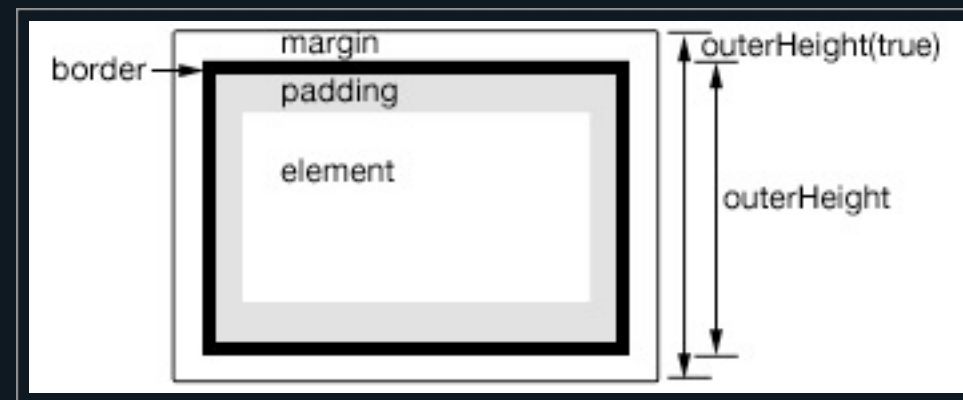 margin
outerHeight(true)
border
padding
element
outerHeight